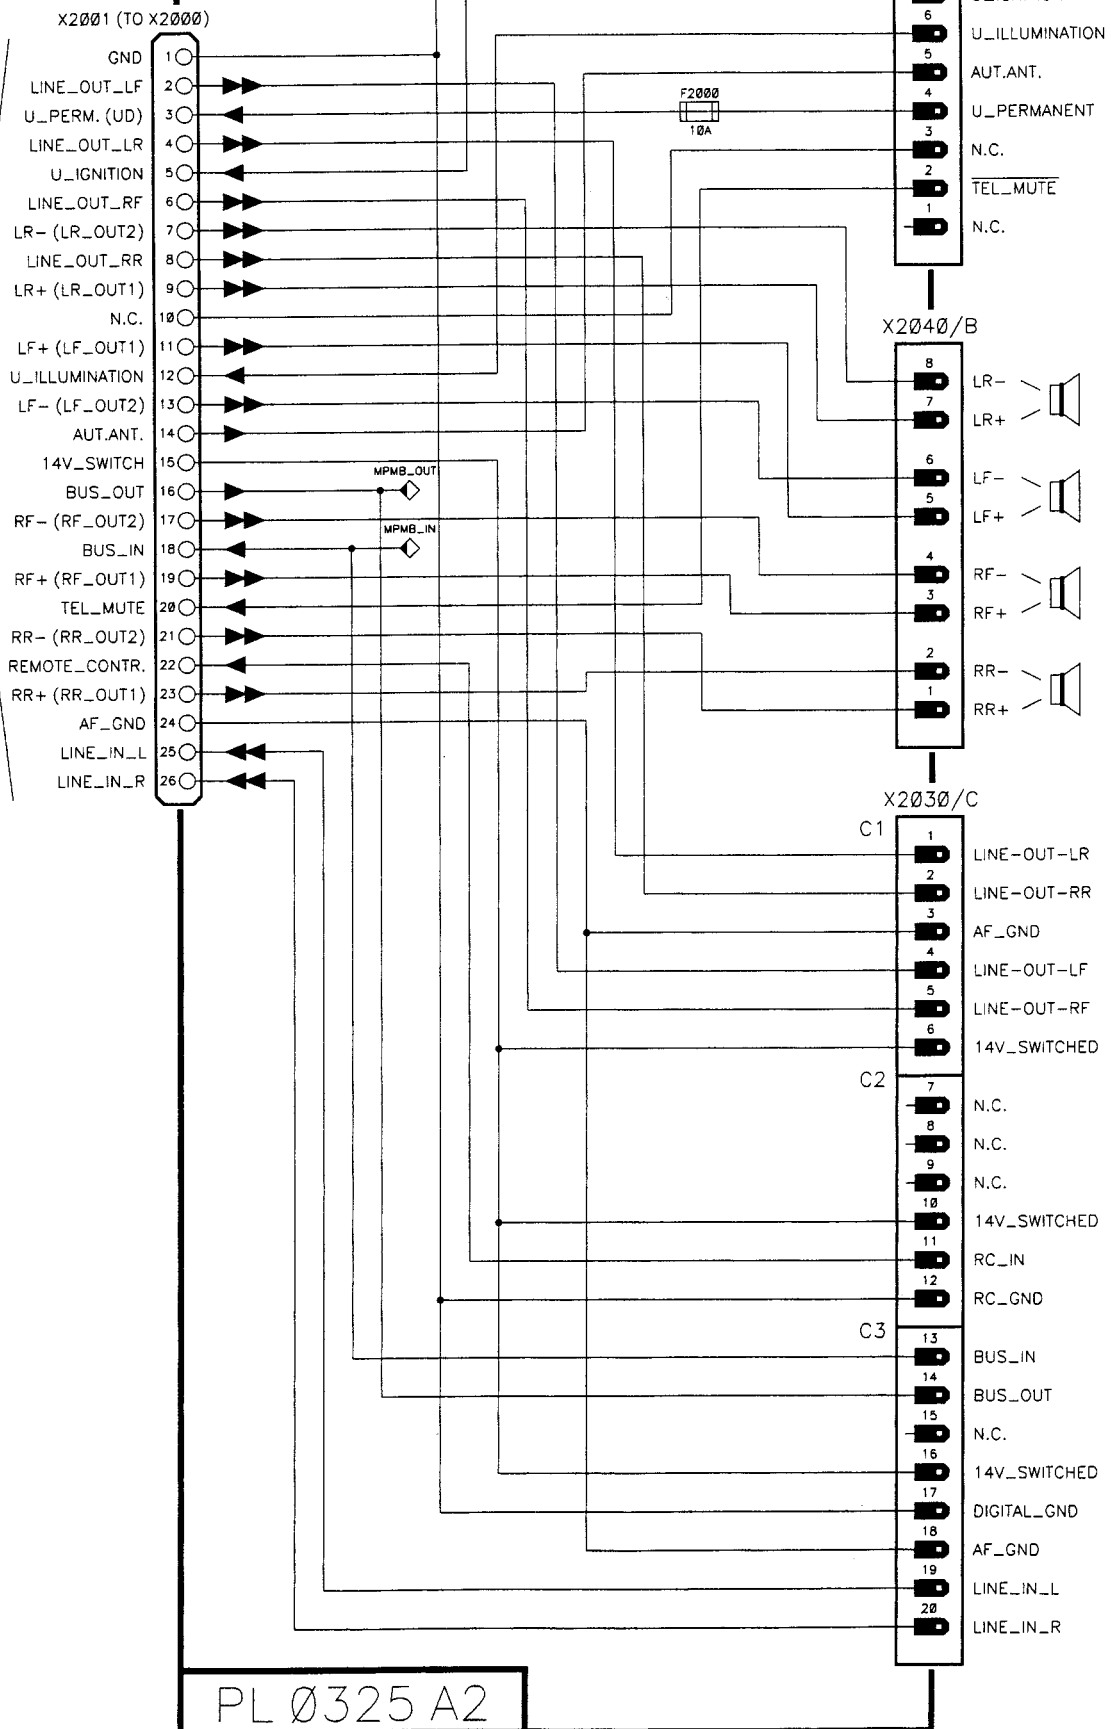 X2001 (TO X2000)
GND 1
LINE_OUT_LF 2
U_PERM. (UD) 3
LINE_OUT_LR 4
U_IGNITION 5
LINE_OUT_RF 6
LR- (LR_OUT2) 7
LINE_OUT_RR 8
LR+ (LR_OUT1) 9
N.C. 10
LF+ (LF_OUT1) 11
U_ILLUMINATION 12
LF- (LF_OUT2) 13
AUT.ANT. 14
14V_SWITCH 15
BUS_OUT 16
RF- (RF_OUT2) 17
BUS_IN 18
RF+ (RF_OUT1) 19
TEL_MUTE 20
RR- (RR_OUT2) 21
REMOTE_CONTR. 22
RR+ (RR_OUT1) 23
AF_GND 24
LINE_IN_L 25
LINE_IN_R 26
MPMB_OUT
MPMB_IN
F2000
10A
6 U_ILLUMINATION
5 AUT.ANT.
4 U_PERMANENT
3 N.C.
2 TEL_MUTE
1 N.C.
X2040/B
8 LR-
7 LR+
6 LF-
5 LF+
4 RF-
3 RF+
2 RR-
1 RR+
X2030/C
C1
1 LINE-OUT-LR
2 LINE-OUT-RR
3 AF_GND
4 LINE-OUT-LF
5 LINE-OUT-RF
6 14V_SWITCHED
C2
7 N.C.
8 N.C.
9 N.C.
10 14V_SWITCHED
11 RC_IN
12 RC_GND
C3
13 BUS_IN
14 BUS_OUT
15 N.C.
16 14V_SWITCHED
17 DIGITAL_GND
18 AF_GND
19 LINE_IN_L
20 LINE_IN_R
PL 0325 A2